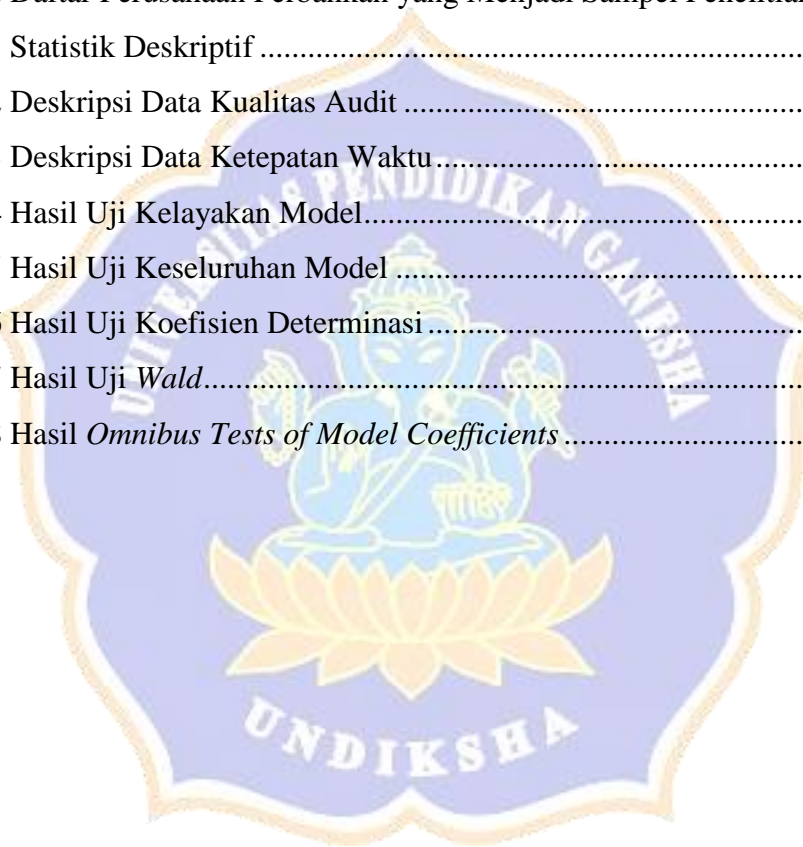 Daftar Perusahaan Perbankan yang Menjadi Sampel Penelitian
Statistik Deskriptif ....................................................................
Deskripsi Data Kualitas Audit ..................................................
Deskripsi Data Ketepatan Waktu ..............................................
Hasil Uji Kelayakan Model.......................................................
Hasil Uji Keseluruhan Model ...................................................
6 Hasil Uji Koefisien Determinasi ...............................................
Hasil Uji Wald...........................................................................
Hasil Omnibus Tests of Model Coefficients ..............................
UNIVERSITAS PENDIDIKAN GANESHA
UNDIKSHA